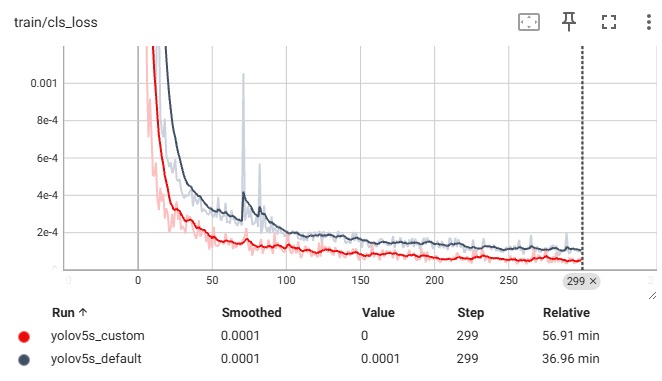 train/cls_loss
0.001
8e-4
6e-4
4e-4
2e-4
0 50 100 150 200 250 299 ×
Run ↑ Smoothed Value Step Relative
yolov5s_custom 0.0001 0 299 56.91 min
yolov5s_default 0.0001 0.0001 299 36.96 min